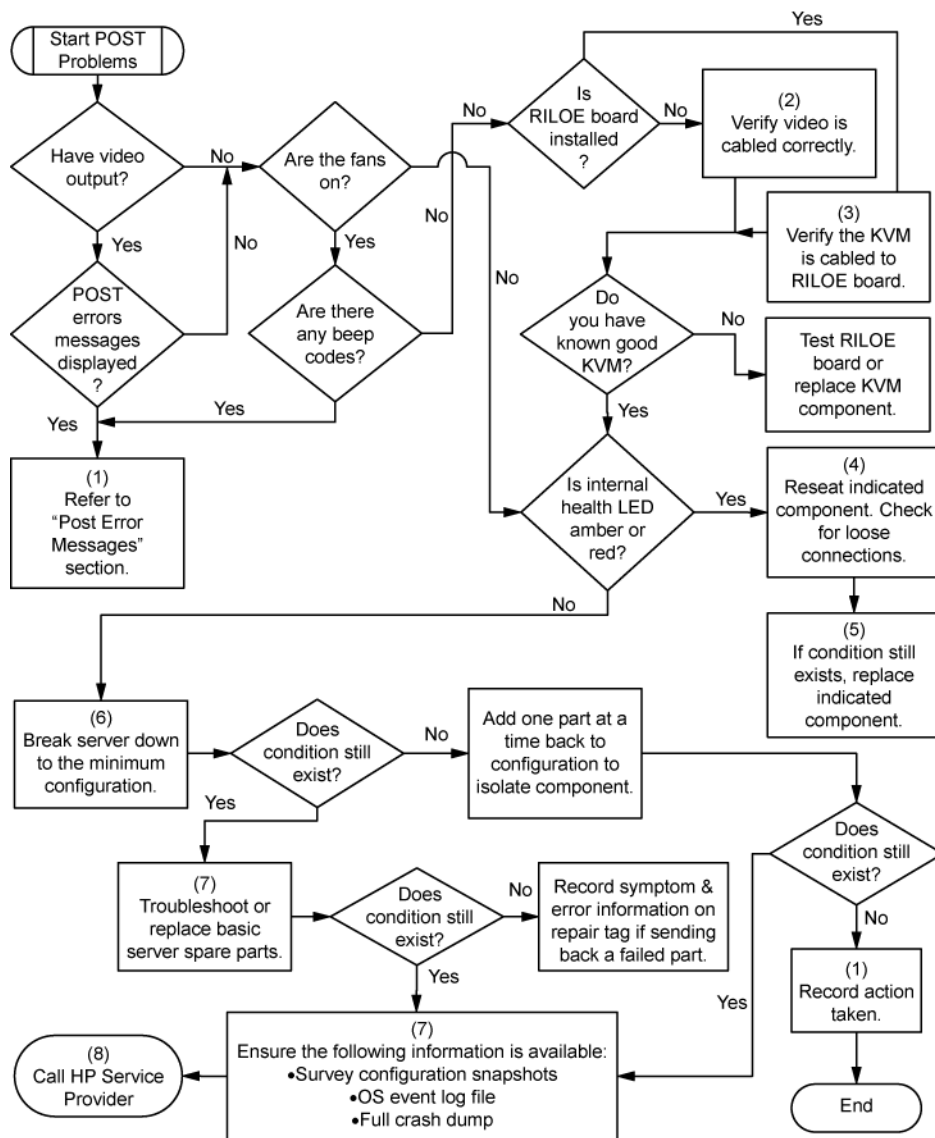 Start POST
Problems
Yes
Is
RILOE board
installed
?
No
No
(2)
Verify video is
cabled correctly.
Have video
output?
No
Are the fans
on?
(3)
Verify the KVM
is cabled to
RILOE board.
No
Yes
No
Yes
POST
errors
messages
displayed
?
Are there
any beep
codes?
No
Do
you have
known good
KVM?
No
Test RILOE
board or
replace KVM
component.
Yes
Yes
Yes
(1)
Refer to
“Post Error
Messages”
section.
Is internal
health LED
amber or
red?
Yes
(4)
Reseat indicated
component. Check
for loose
connections.
No
(5)
If condition still
exists, replace
indicated
component.
(6)
Break server down
to the minimum
configuration.
Does
condition still
exist?
No
Add one part at a
time back to
configuration to
isolate component.
Yes
Does
condition still
exist?
(7)
Troubleshoot or
replace basic
server spare parts.
Does
condition still
exist?
No
Record symptom &
error information on
repair tag if sending
back a failed part.
No
Yes
Yes
(1)
Record action
taken.
(7)
Ensure the following information is available:
•Survey configuration snapshots
•OS event log file
•Full crash dump
(8)
Call HP Service
Provider
End